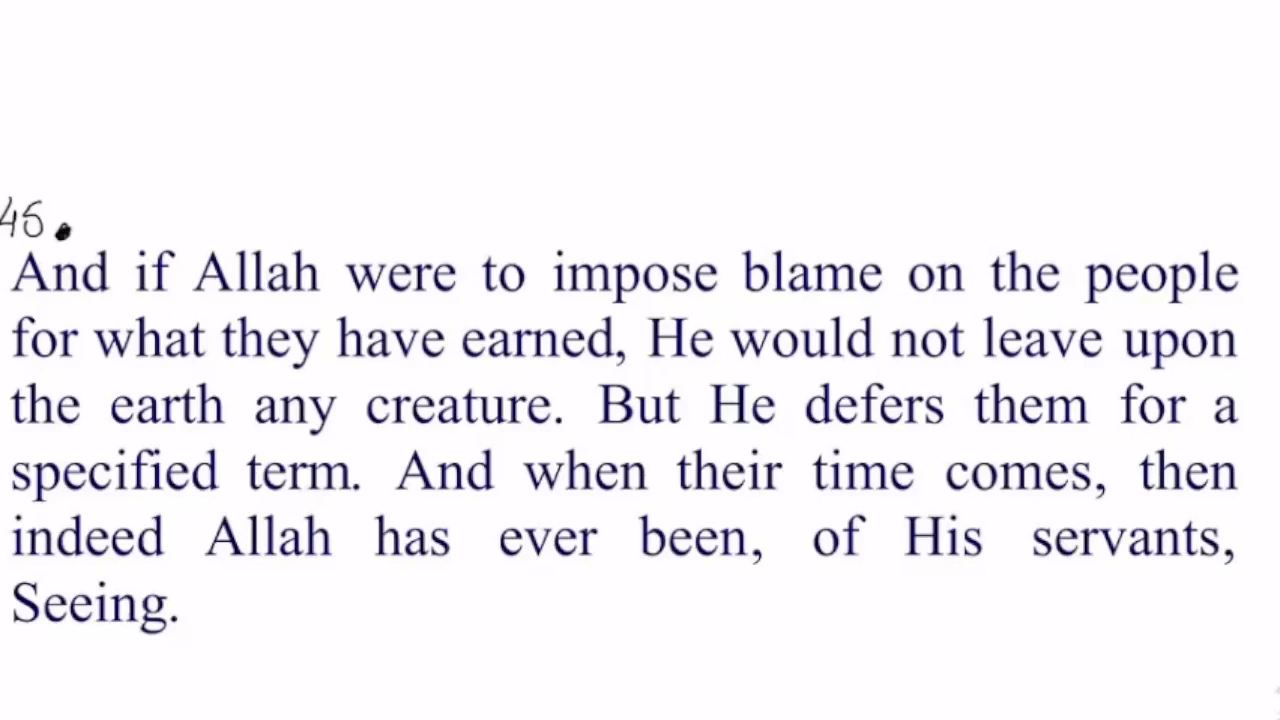 45.
And if Allah were to impose blame on the people
for what they have earned, He would not leave upon
the earth any creature. But He defers them for a
specified term. And when their time comes, then
indeed Allah has ever been, of His servants,
Seeing.